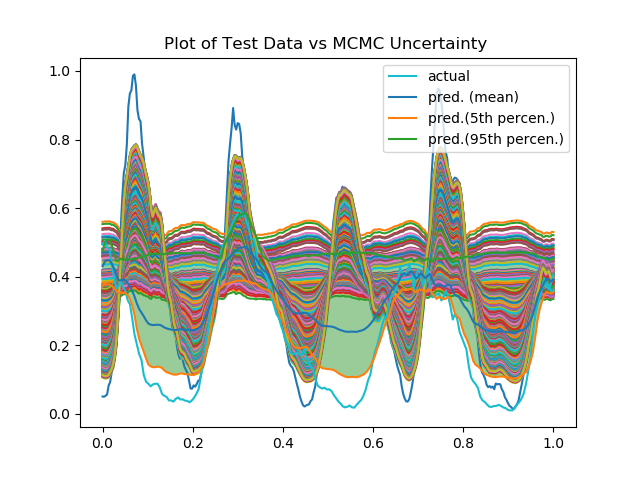 Plot of Test Data vs MCMC Uncertainty
actual
pred. (mean)
pred.(5th percen.)
pred.(95th percen.)
1.0
0.8
0.6
0.4
0.2
0.0
0.0 0.2 0.4 0.6 0.8 1.0